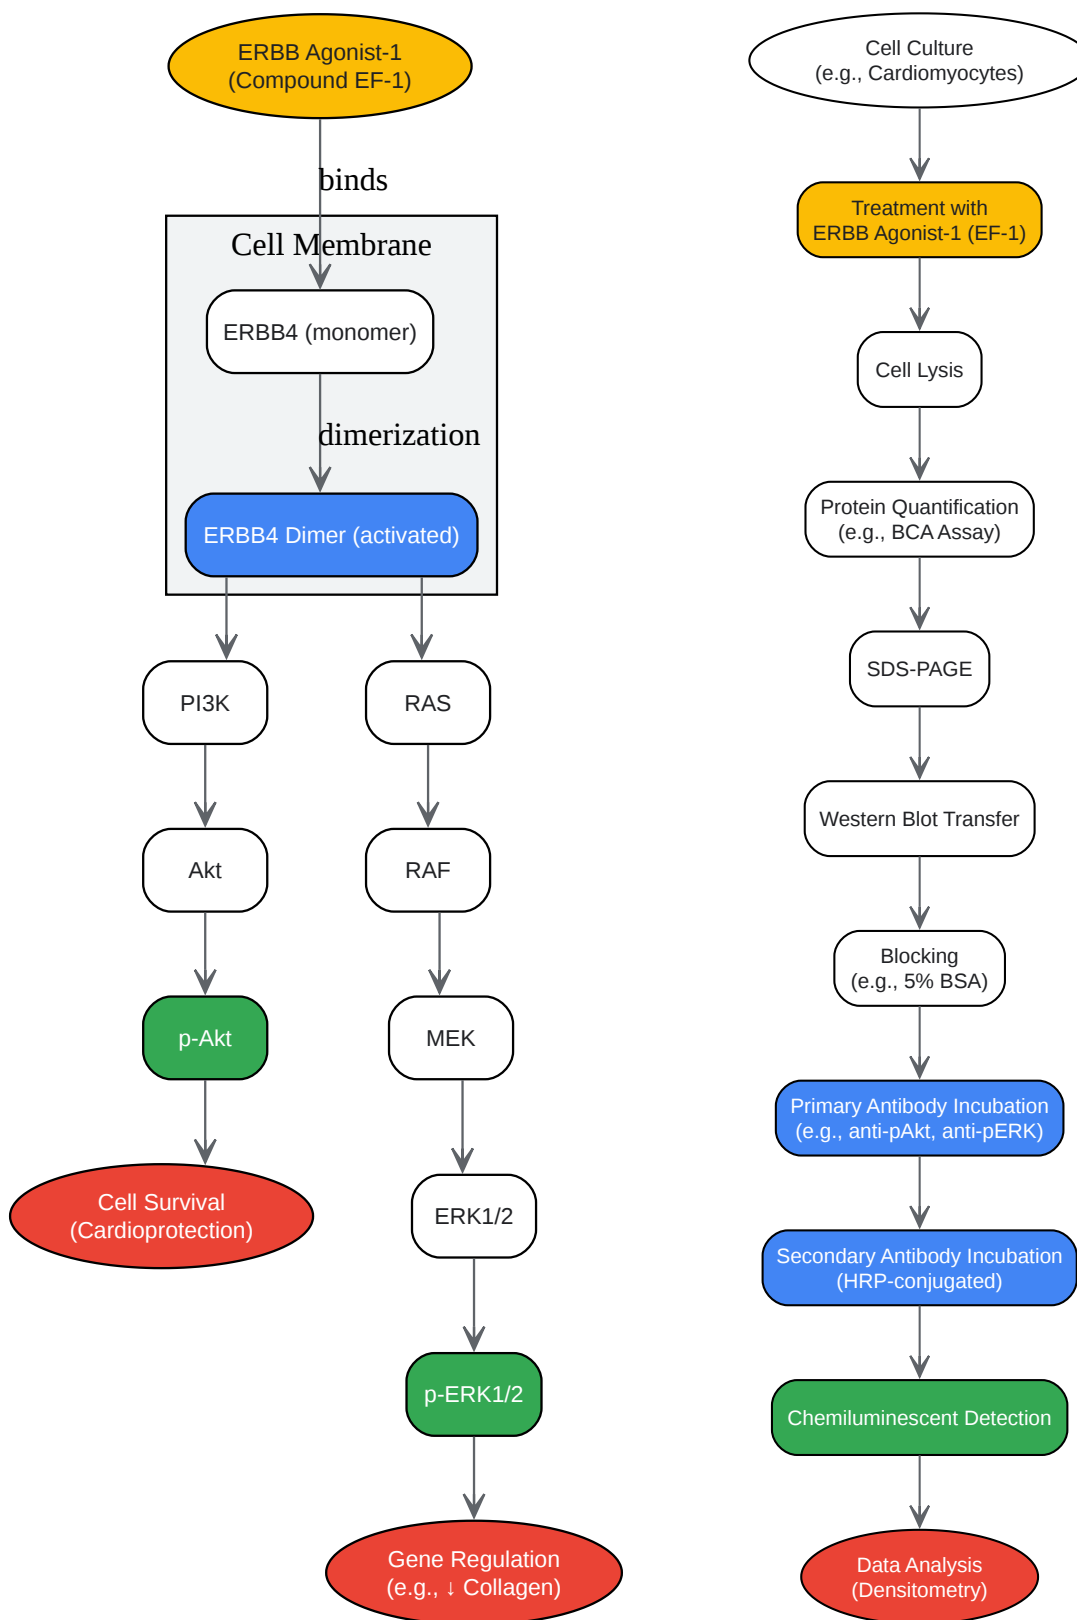 ERBB Agonist-1
(Compound EF-1)
binds
Cell Membrane
ERBB4 (monomer)
dimerization
ERBB4 Dimer (activated)
PI3K
RAS
Akt
RAF
p-Akt
MEK
Cell Survival
(Cardioprotection)
ERK1/2
p-ERK1/2
Gene Regulation
(e.g., ↓ Collagen)
Cell Culture
(e.g., Cardiomyocytes)
Treatment with
ERBB Agonist-1 (EF-1)
Cell Lysis
Protein Quantification
(e.g., BCA Assay)
SDS-PAGE
Western Blot Transfer
Blocking
(e.g., 5% BSA)
Primary Antibody Incubation
(e.g., anti-pAkt, anti-pERK)
Secondary Antibody Incubation
(HRP-conjugated)
Chemiluminescent Detection
Data Analysis
(Densitometry)